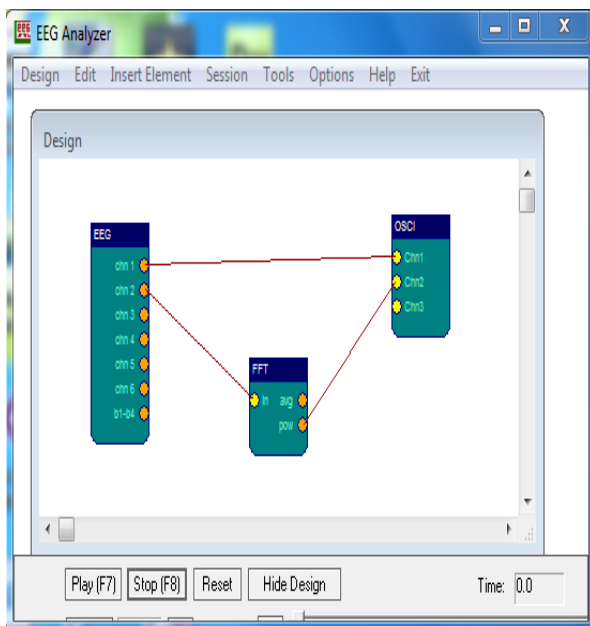 EEG Analyzer
Design Edit Insert Element Session Tools Options Help Exit
Design
EEG
chn 1
chn 2
chn 3
chn 4
chn 5
chn 6
b1-b4
OSCI
Chn1
Chn2
Chn3
FFT
In avg
pow
Play (F7) Stop (F8) Reset Hide Design Time: 0.0